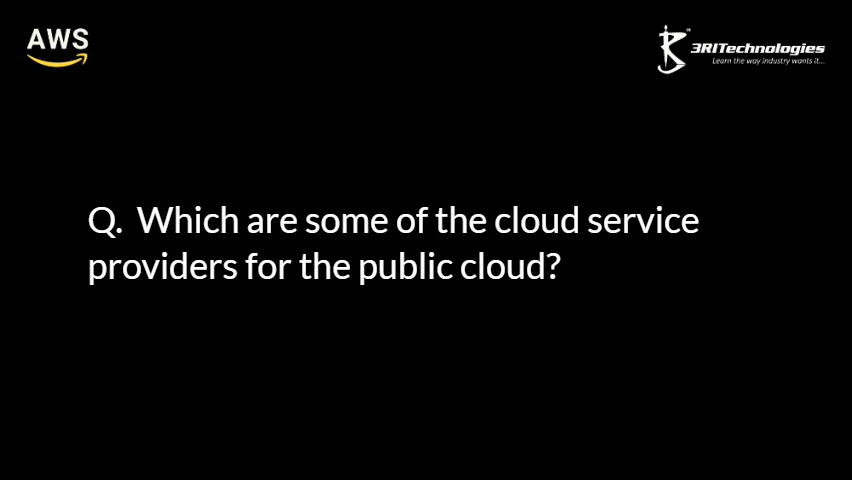 AWS
3RITechnologies
Learn the way industry wants it...
Q. Which are some of the cloud service
providers for the public cloud?